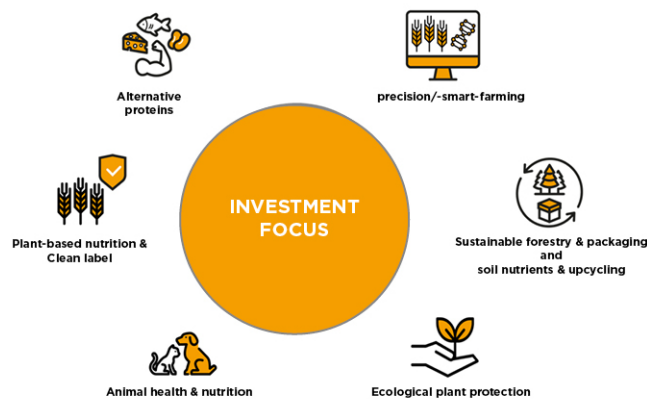 Alternative
proteins
precision/-smart-farming
INVESTMENT
FOCUS
Plant-based nutrition &
Clean label
Sustainable forestry & packaging
and
soil nutrients & upcycling
Animal health & nutrition
Ecological plant protection